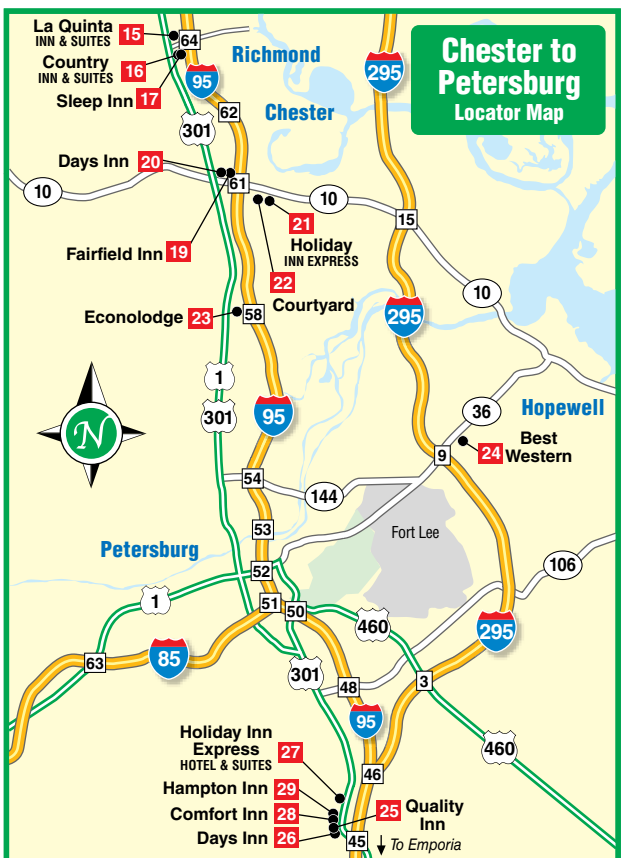 Chester to
Petersburg
Locator Map
La Quinta 15
INN & SUITES
Country 16
INN & SUITES
Sleep Inn 17
64
Richmond
295
95
Chester
62
301
Days Inn 20
61
10
10
21
15
Fairfield Inn 19
Holiday
INN EXPRESS
22
Courtyard
10
Econolodge 23
58
295
1
N
301
95
36
Hopewell
Best
24 Western
9
54
144
53
Fort Lee
Petersburg
52
106
1
51
50
460
295
63
85
301
48
3
95
460
Holiday Inn
Express 27
HOTEL & SUITES
46
Hampton Inn 29
Comfort Inn 28
25 Quality
Inn
Days Inn 26
45
To Emporia